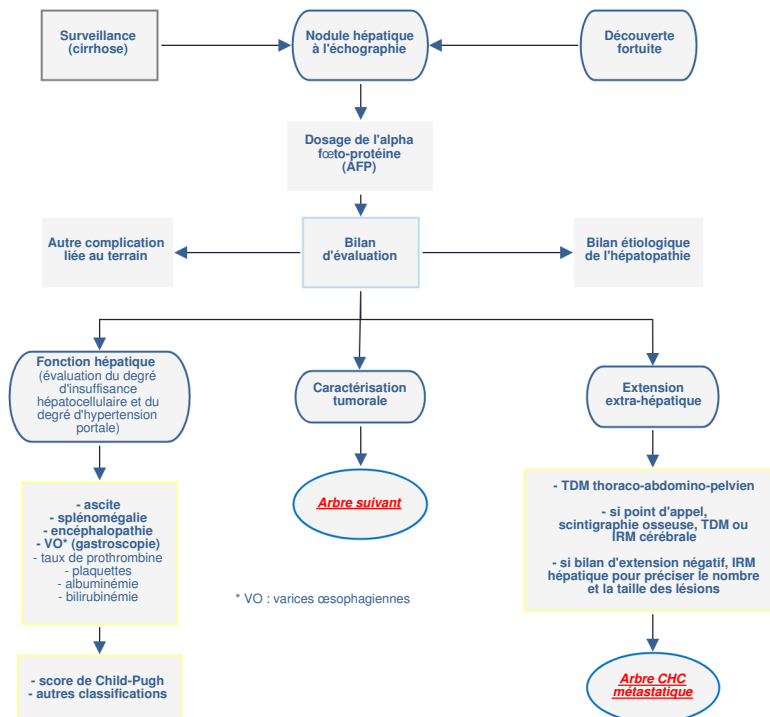 Surveillance
(cirrhose)
Nodule hépatique
à l'échographie
Découverte
fortuite
Dosage de l'alpha
fœto-protéine
(AFP)
Autre complication
liée au terrain
Bilan
d'évaluation
Bilan étiologique
de l'hépatopathie
Fonction hépatique
(évaluation du degré
d'insuffisance
hépatocellulaire et du
degré d'hypertension
portale)
Caractérisation
tumorale
Extension
extra-hépatique
- ascite
- splénomégalie
- encéphalopathie
- VO* (gastroscopie)
- taux de prothrombine
- plaquettes
- albuminémie
- bilirubinémie
Arbre suivant
- TDM thoraco-abdomino-pelvien
- si point d'appel,
scintigraphie osseuse, TDM ou
IRM cérébrale
- si bilan d'extension négatif, IRM
hépatique pour préciser le nombre
et la taille des lésions
* VO : varices œsophagiennes
- score de Child-Pugh
- autres classifications
Arbre CHC
métastatique